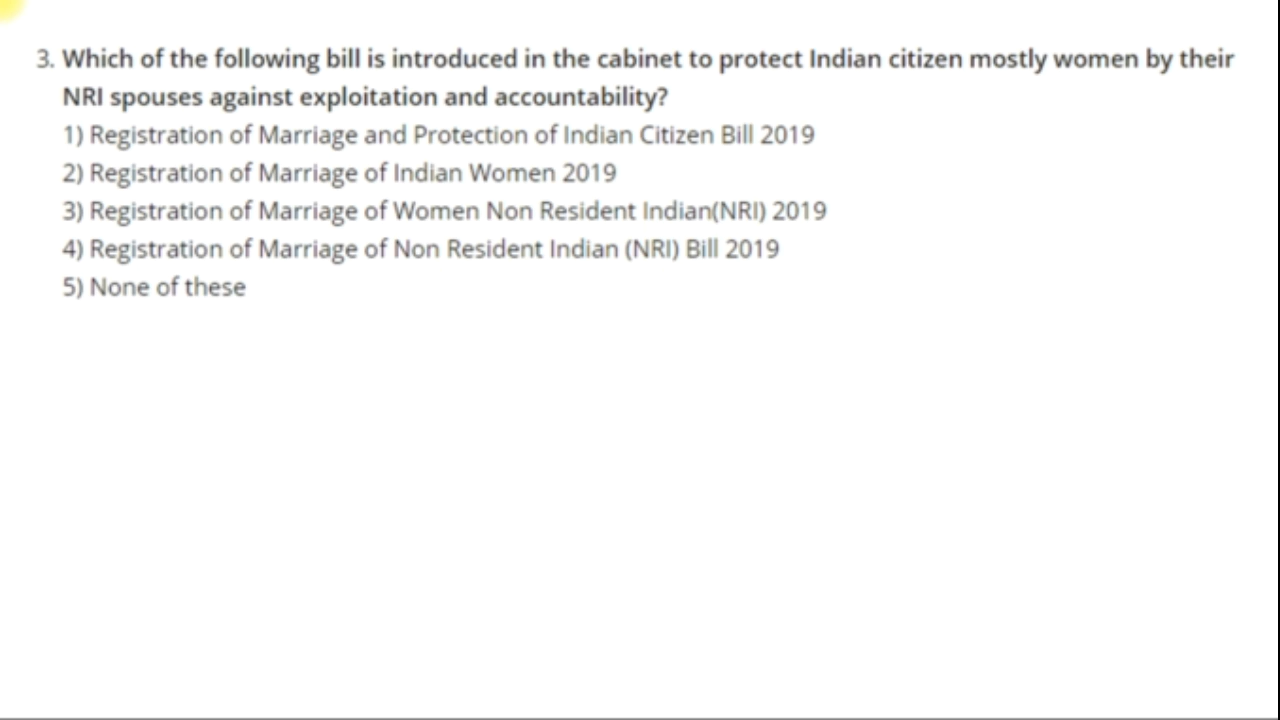 3. Which of the following bill is introduced in the cabinet to protect Indian citizen mostly women by their
NRI spouses against exploitation and accountability?
1) Registration of Marriage and Protection of Indian Citizen Bill 2019
2) Registration of Marriage of Indian Women 2019
3) Registration of Marriage of Women Non Resident Indian(NRI) 2019
4) Registration of Marriage of Non Resident Indian (NRI) Bill 2019
5) None of these